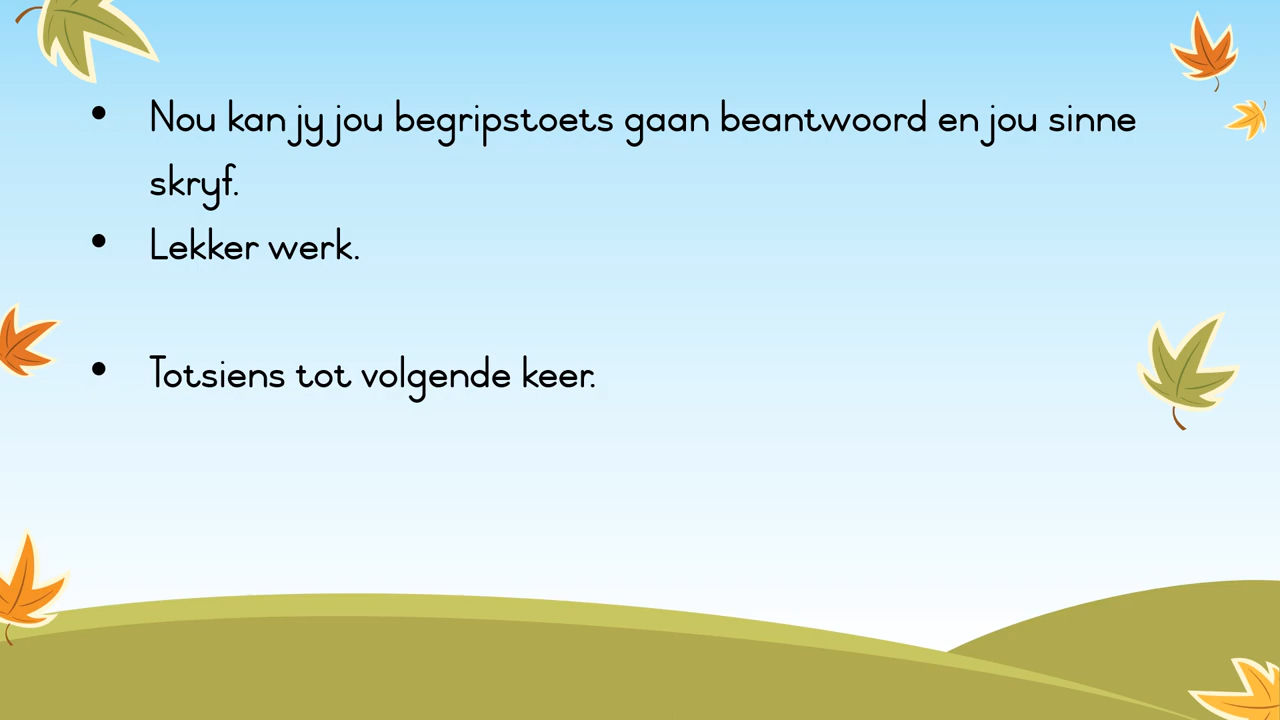 • Nou kan jy jou begripstoets gaan beantwoord en jou sinne
skryf.
• Lekker werk.
• Totsiens tot volgende keer.